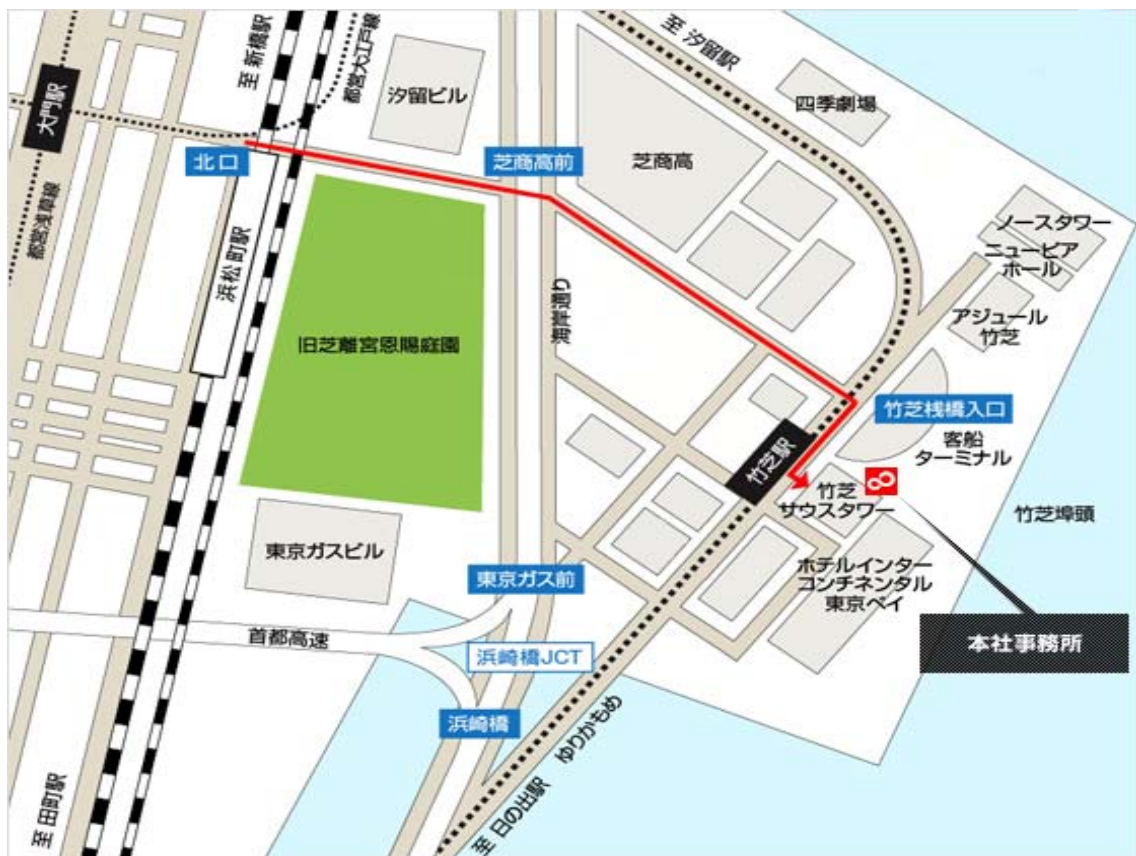 至 新橋駅
都営大江戸線
至 汐留駅
大門駅
汐留ビル
四季劇場
北口
芝商高前
芝商高
都営浅草線
浜松町駅
ノースタワー
ニューピア
ホール
海岸通り
アジュール
竹芝
旧芝離宮恩賜庭園
竹芝桟橋入口
客船
ターミナル
竹芝駅
竹芝
サウスタワー
8
竹芝埠頭
東京ガスビル
東京ガス前
ホテルインター
コンチネンタル
東京ベイ
首都高速
浜崎橋JCT
本社事務所
浜崎橋
ゆりかもめ
至 日の出駅
至 田町駅